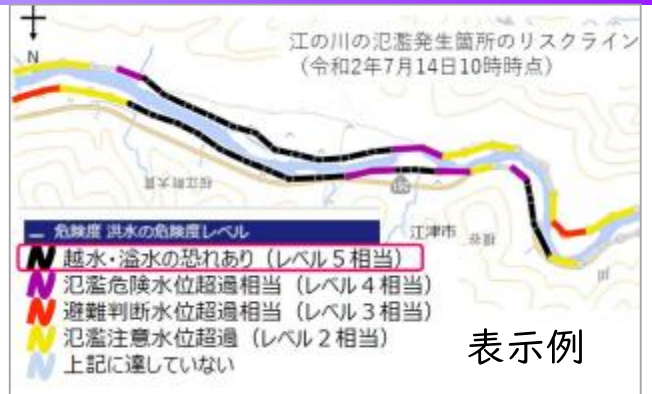 N
江の川の氾濫発生箇所のリスクライン
（令和2年7月14日10時時点）
江津市
危険度 洪水の危険度レベル
越水・溢水の恐れあり（レベル５相当）
氾濫危険水位超過相当（レベル４相当）
避難判断水位超過相当（レベル３相当）
氾濫注意水位超過（レベル２相当）
上記に達していない
表示例